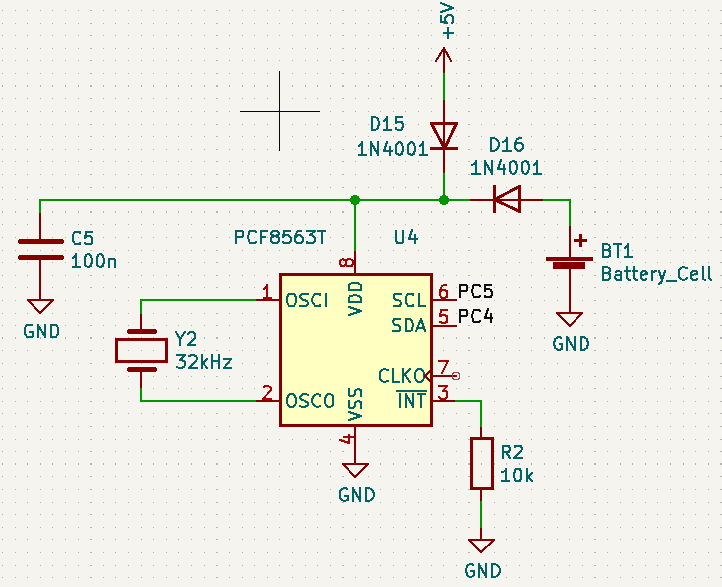 +5V
D15
1N4001
D16
1N4001
C5
100n
GND
PCF8563T
U4
BT1
Battery_Cell
GND
8
VDD
1
OSCI
SCL
6
PC5
SDA
5
PC4
Y2
32kHz
CLKO
7
2
OSCO
INT
3
VSS
4
GND
R2
10k
GND